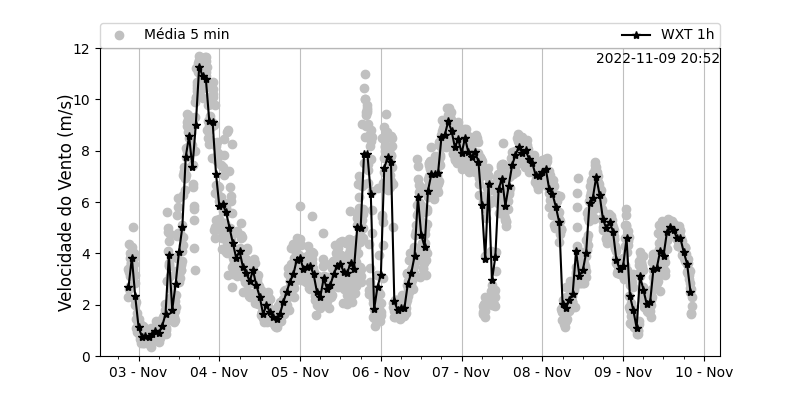 Média 5 min
WXT 1h
2022-11-09 20:52
Velocidade do Vento (m/s)
12
10
8
6
4
2
0
03 - Nov
04 - Nov
05 - Nov
06 - Nov
07 - Nov
08 - Nov
09 - Nov
10 - Nov